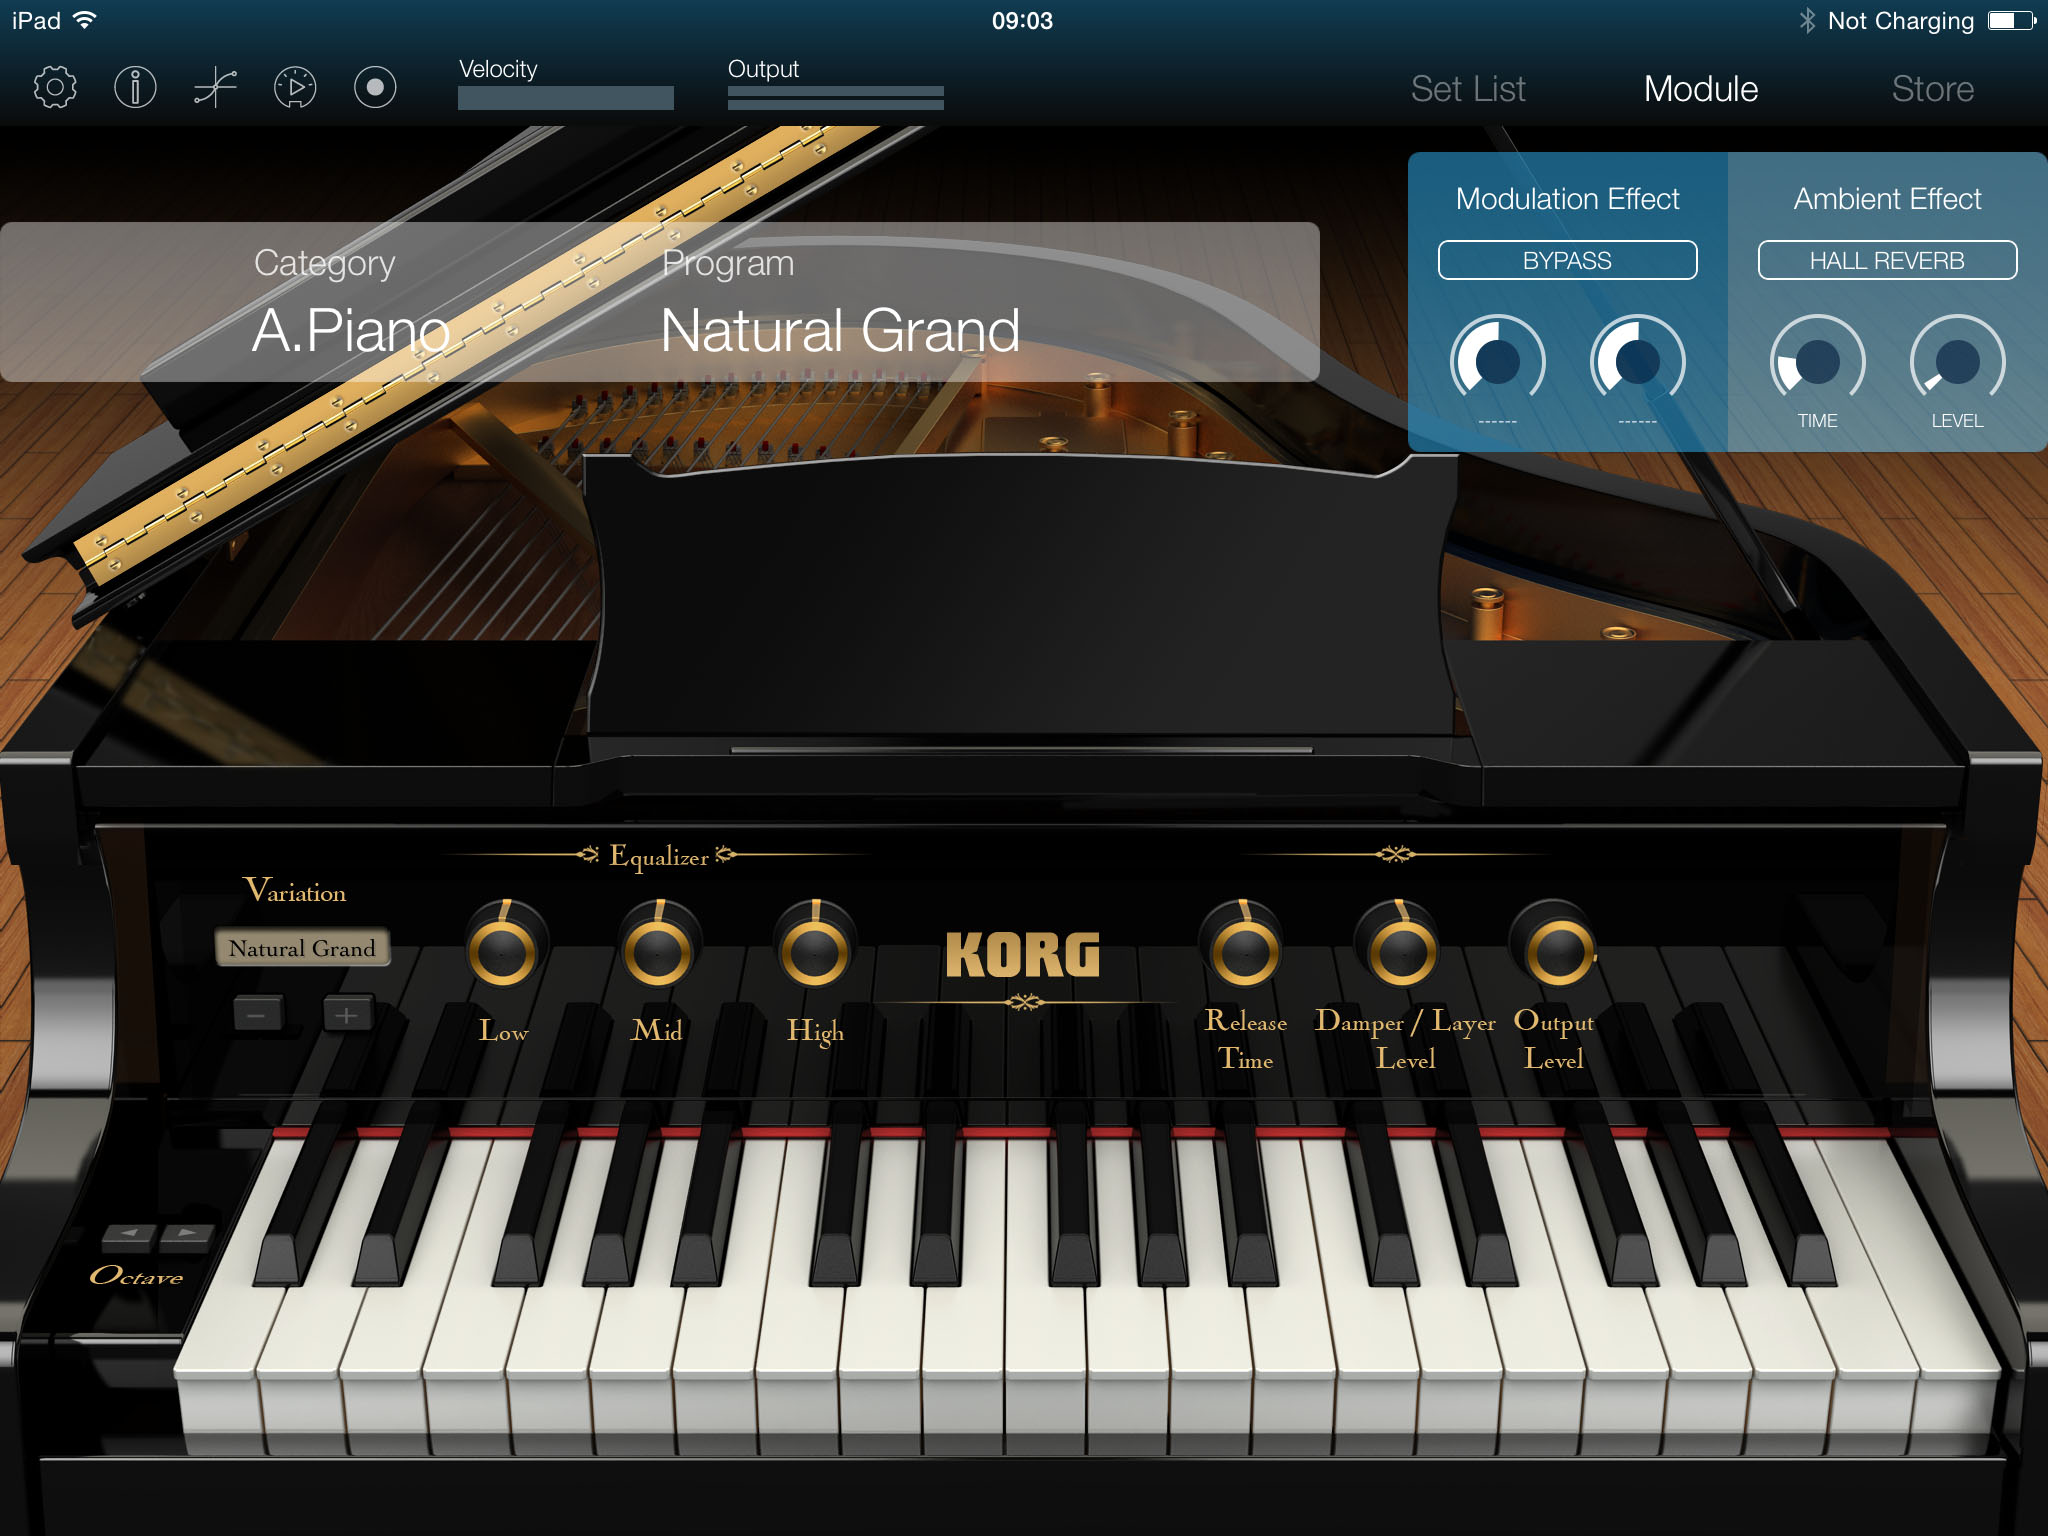 iPad
09:03
Not Charging
Velocity
Output
Set List
Module
Store
Category
Program
A.Piano
Natural Grand
Modulation Effect
BYPASS
------
------
Ambient Effect
HALL REVERB
TIME
LEVEL
Equalizer
Variation
Natural Grand
−
+
Low
Mid
High
KORG
Release
Time
Damper / Layer
Level
Output
Level
Octave